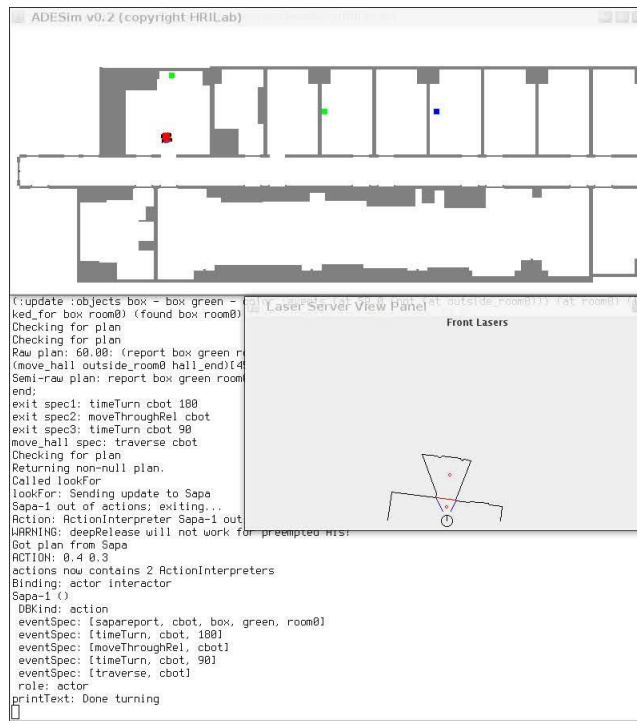 ADESim v0.2 (copyright HRILab)
(:update :objects box - box green - color
ked_for box room0) (found box room0)
Checking for plan
Checking for plan
Raw plan: 60.00: (report box green
(move_hall outside_room0 hall_end)
Semi-raw plan: report box green
end;
exit spec1: timeTurn cbot 180
exit spec2: moveThroughRel cbot
exit spec3: timeTurn cbot 90
move_hall spec: traverse cbot
Checking for plan
Returning non-null plan.
Called lookFor
lookFor: Sending update to Sapa
Sapa-1 out of actions; exiting...
Action: ActionInterpreter Sapa-1 out
WARNING: deepRelease will not work for preempted AIs!
Got plan from Sapa
ACTION: 0.4 0.3
actions now contains 2 ActionInterpreters
Binding: actor interactor
Sapa-1 ()
DBKind: action
eventSpec: [sapareport, cbot, box, green, room0]
eventSpec: [timeTurn, cbot, 180]
eventSpec: [moveThroughRel, cbot]
eventSpec: [timeTurn, cbot, 90]
eventSpec: [traverse, cbot]
role: actor
printText: Done turning
Laser Server View Panel
Front Lasers